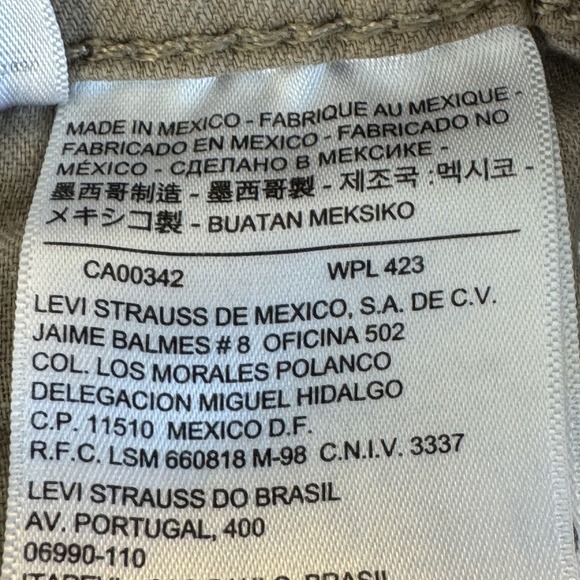 MADE IN MEXICO - FABRIQUE AU MEXIQUE -
FABRICADO EN MEXICO - FABRICADO NO
MÉXICO - СДЕЛАНО В МЕКСИКЕ -
墨西哥制造 - 墨西哥製 - 제조국 :멕시코 -
メキシコ製 - BUATAN MEKSIKO
CA00342 WPL 423
LEVI STRAUSS DE MEXICO, S.A. DE C.V.
JAIME BALMES # 8 OFICINA 502
COL. LOS MORALES POLANCO
DELEGACION MIGUEL HIDALGO
C.P. 11510 MEXICO D.F.
R.F.C. LSM 660818 M-98 C.N.I.V. 3337
LEVI STRAUSS DO BRASIL
AV. PORTUGAL, 400
06990-110